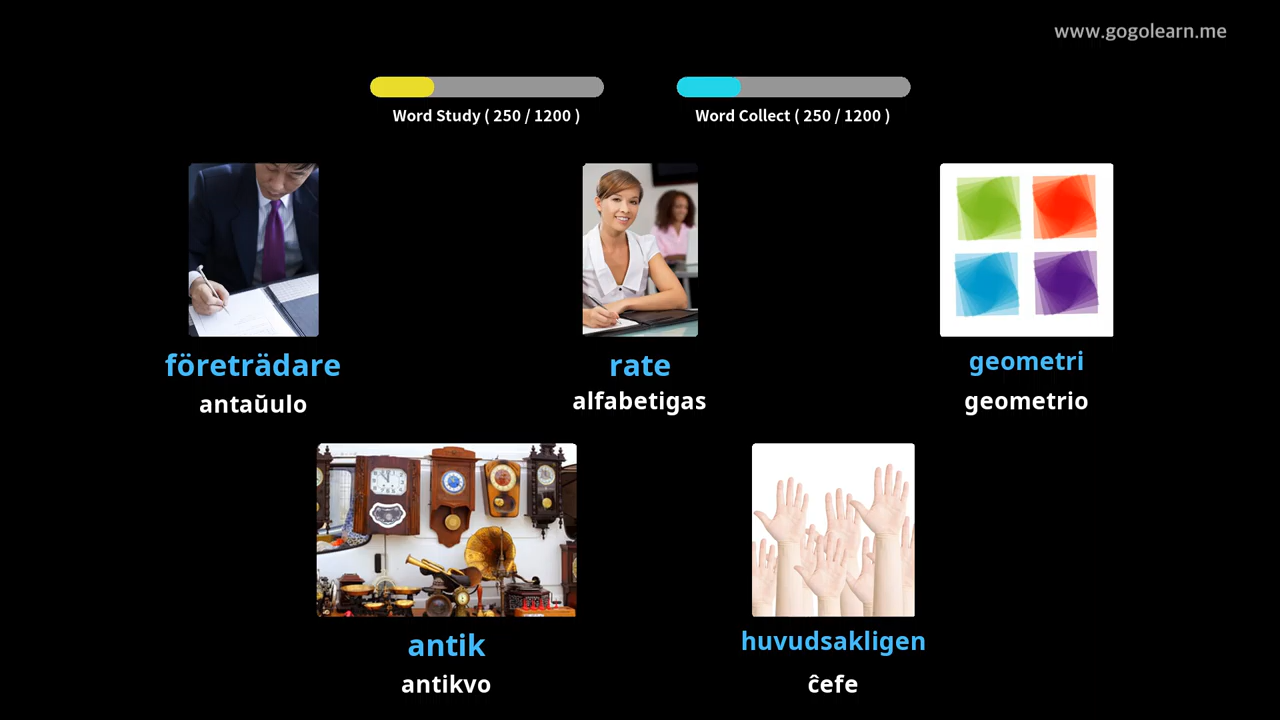 www.gogolearn.me
Word Study ( 250 / 1200 )
Word Collect ( 250 / 1200 )
företrädare
rate
geometri
antaŭulo
alfabetigas
geometrio
antik
huvudsakligen
antikvo
ĉefe